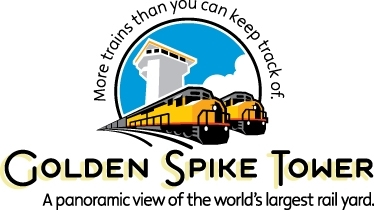 More trains than you can keep track of.
GOLDEN SPIKE TOWER
A panoramic view of the world's largest rail yard.